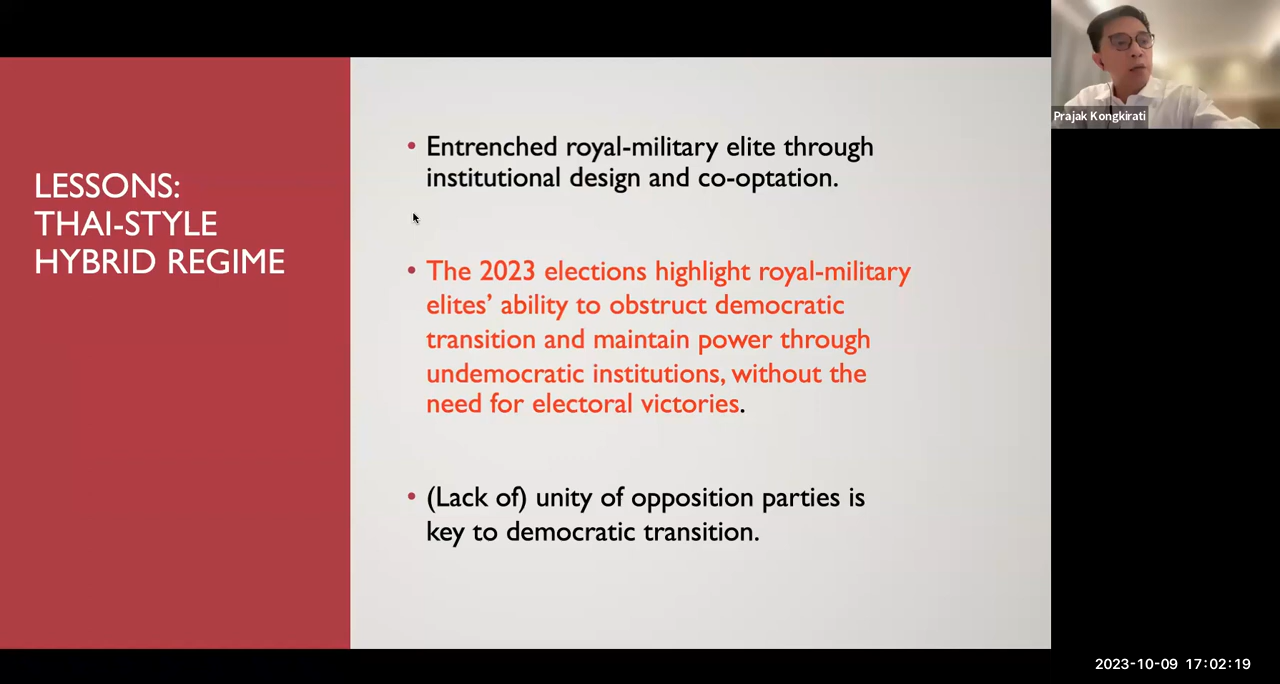 LESSONS:
THAI-STYLE
HYBRID REGIME
• Entrenched royal-military elite through
institutional design and co-optation.
• The 2023 elections highlight royal-military
elites’ ability to obstruct democratic
transition and maintain power through
undemocratic institutions, without the
need for electoral victories.
• (Lack of) unity of opposition parties is
key to democratic transition.
Prajak Kongkirati
2023-10-09 17:02:19